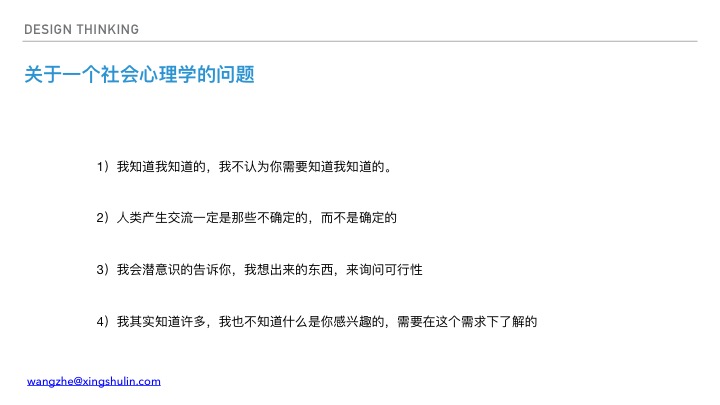 DESIGN THINKING
关于一个社会心理学的问题
1）我知道我知道的，我不认为你需要知道我知道的。
2）人类产生交流一定是那些不确定的，而不是确定的
3）我会潜意识的告诉你，我想出来的东西，来询问可行性
4）我其实知道许多，我也不知道什么是你感兴趣的，需要在这个需求下了解的
wangzhe@xingshulin.com